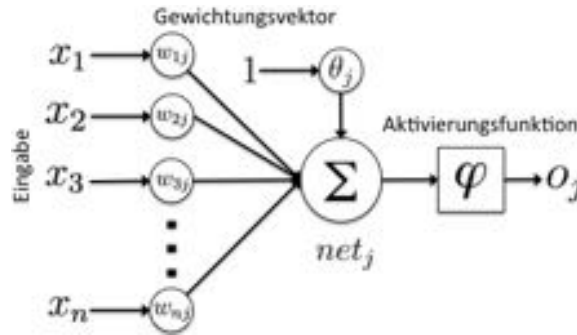 Gewichtungsvektor
x₁ w₁ⱼ 1 θⱼ
x₂ w₂ⱼ Aktivierungsfunktion
Eingabe
x₃ w₃ⱼ Σ φ oⱼ
netⱼ
xₙ wₙⱼ